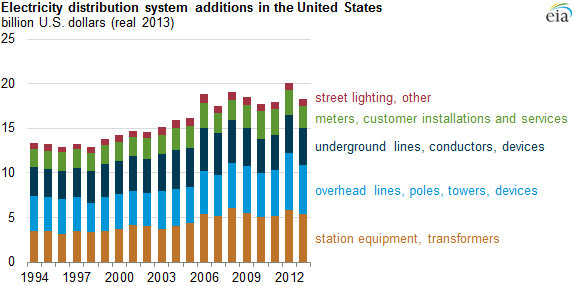 Electricity distribution system additions in the United States
billion U.S. dollars (real 2013)
eia
25
20
15
10
5
0
1994 1997 2000 2003 2006 2009 2012
street lighting, other
meters, customer installations and services
underground lines, conductors, devices
overhead lines, poles, towers, devices
station equipment, transformers